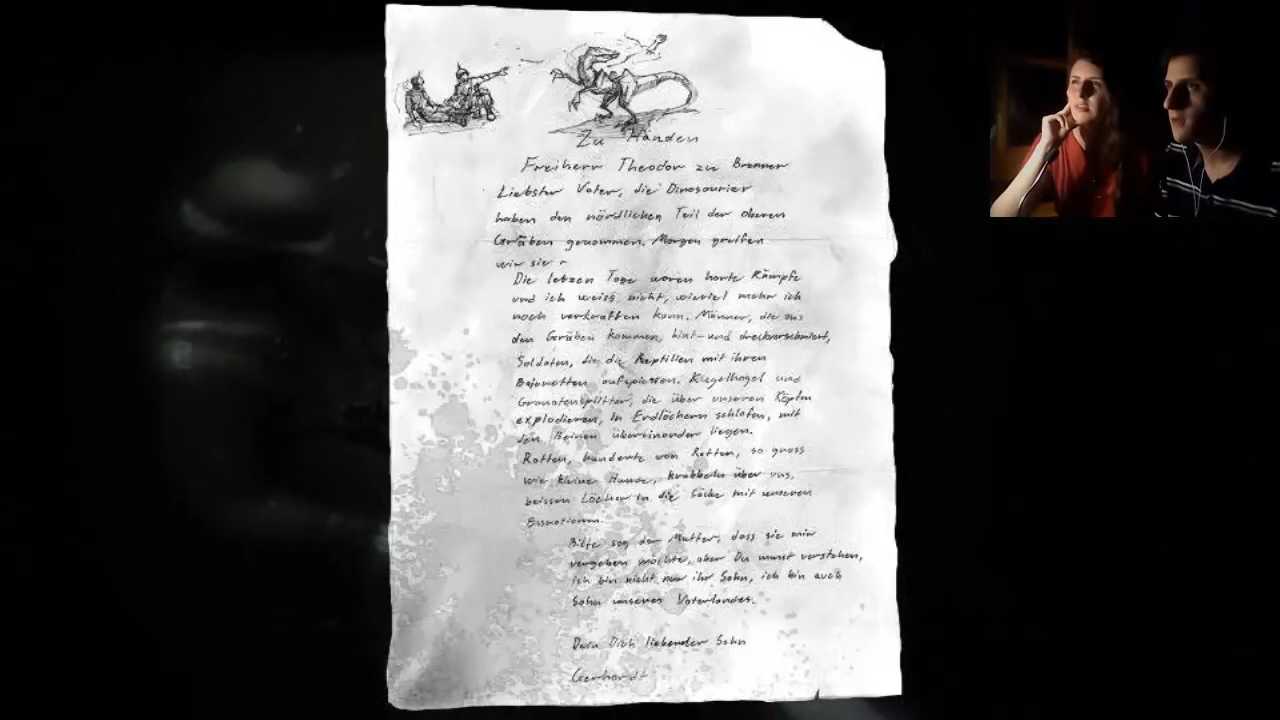 Zu Händen
Freiherr Theodor zu Brenner
Liebster Vater, die Dinosaurier
haben den nördlichen Teil der oberen
Gräben genommen. Morgen greifen
wir sie
Die letzen Tage waren harte Kämpfe
und ich weiss nicht, wieviel mehr ich
noch verkraften kann. Männer, die aus
den Gräben kommen, blut- und dreckverschmiert,
Soldaten, die die Reptilien mit ihren
Bajonetten aufspiessen. Kugelhagel und
Granatensplitter, die über unseren Köpfen
explodieren, in Erdlöchern schlafen, mit
den Beinen übereinander liegen.
Ratten, hunderte von Ratten, so gross
wie kleine Hunde, krabbeln über uns,
beissen Löcher in die Säcke mit unseren
Essrationen.
Bitte sag der Mutter, dass sie mir
vergeben möchte, aber Du musst verstehen,
ich bin nicht nur ihr Sohn, ich bin auch
Sohn unseres Vaterlandes.
Dein Dich liebender Sohn
Gerhardt